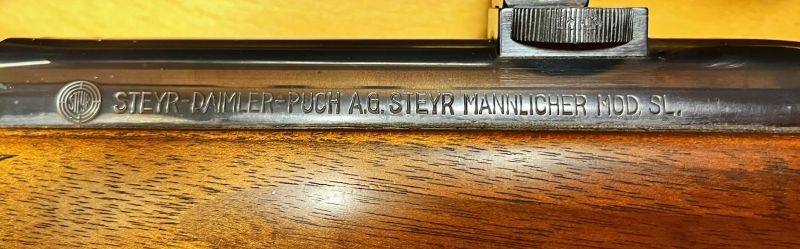 STEYR-DAIMLER-PUCH A.G. STEYR MANNLICHER MOD. SL.